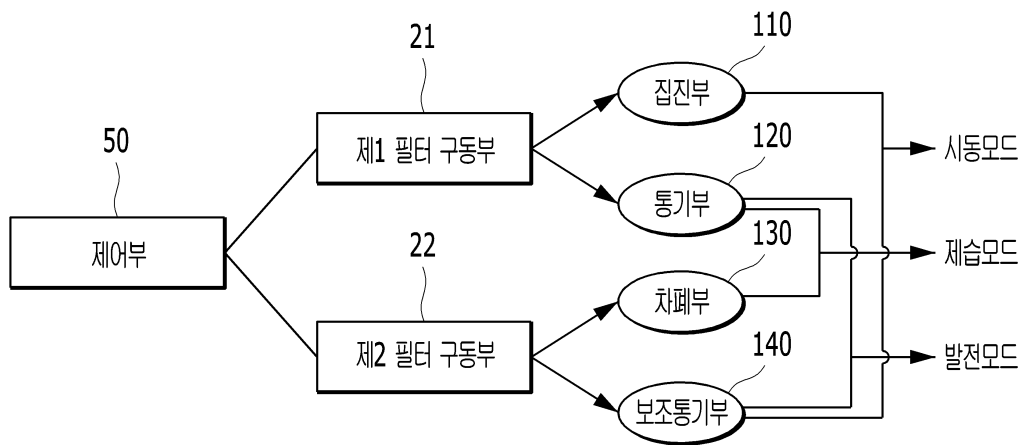 110
21
집진부
50
제1 필터 구동부
120
시동모드
통기부
제어부
22
130
제습모드
차폐부
제2 필터 구동부
140
발전모드
보조통기부